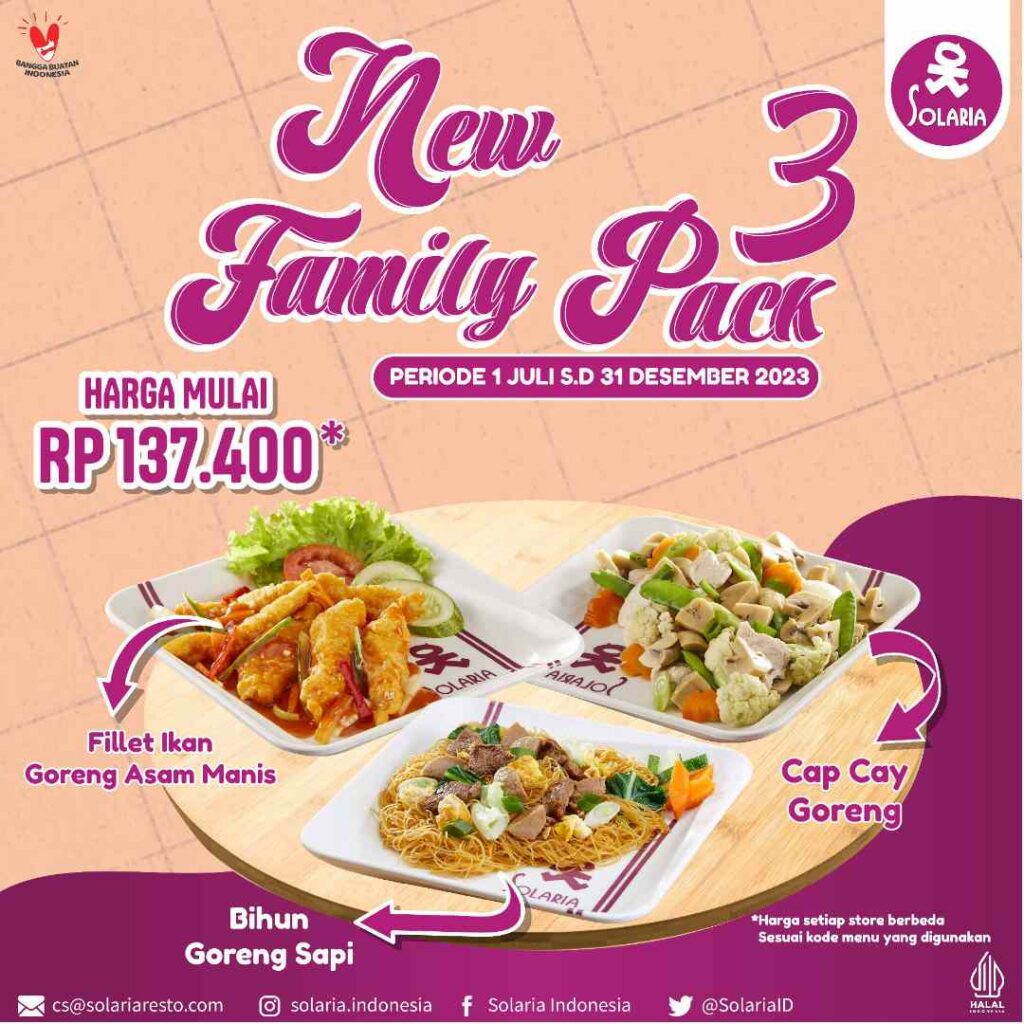 BANGGA BUATAN
INDONESIA
SOLARIA
New
Family Pack 3
PERIODE 1 JULI S.D 31 DESEMBER 2023
HARGA MULAI
RP 137.400*
SOLARIA
SOLARIA
Fillet Ikan
Goreng Asam Manis
Cap Cay
Goreng
SOLARIA
Bihun
Goreng Sapi
*Harga setiap store berbeda
Sesuai kode menu yang digunakan
cs@solariaresto.com
solaria.indonesia
Solaria Indonesia
@SolariaID
HALAL
INDONESIA